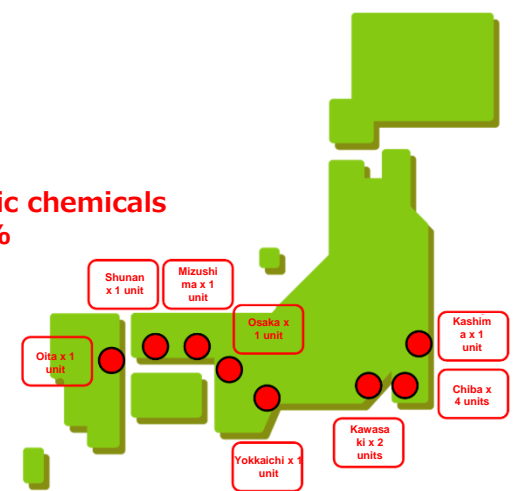 ic chemicals
%
Shunan
x 1 unit
Mizushi
ma x 1
unit
Osaka x
1 unit
Oita x 1
unit
Kashim
a x 1
unit
Chiba x
4 units
Kawasa
ki x 2
units
Yokkaichi x 1
unit